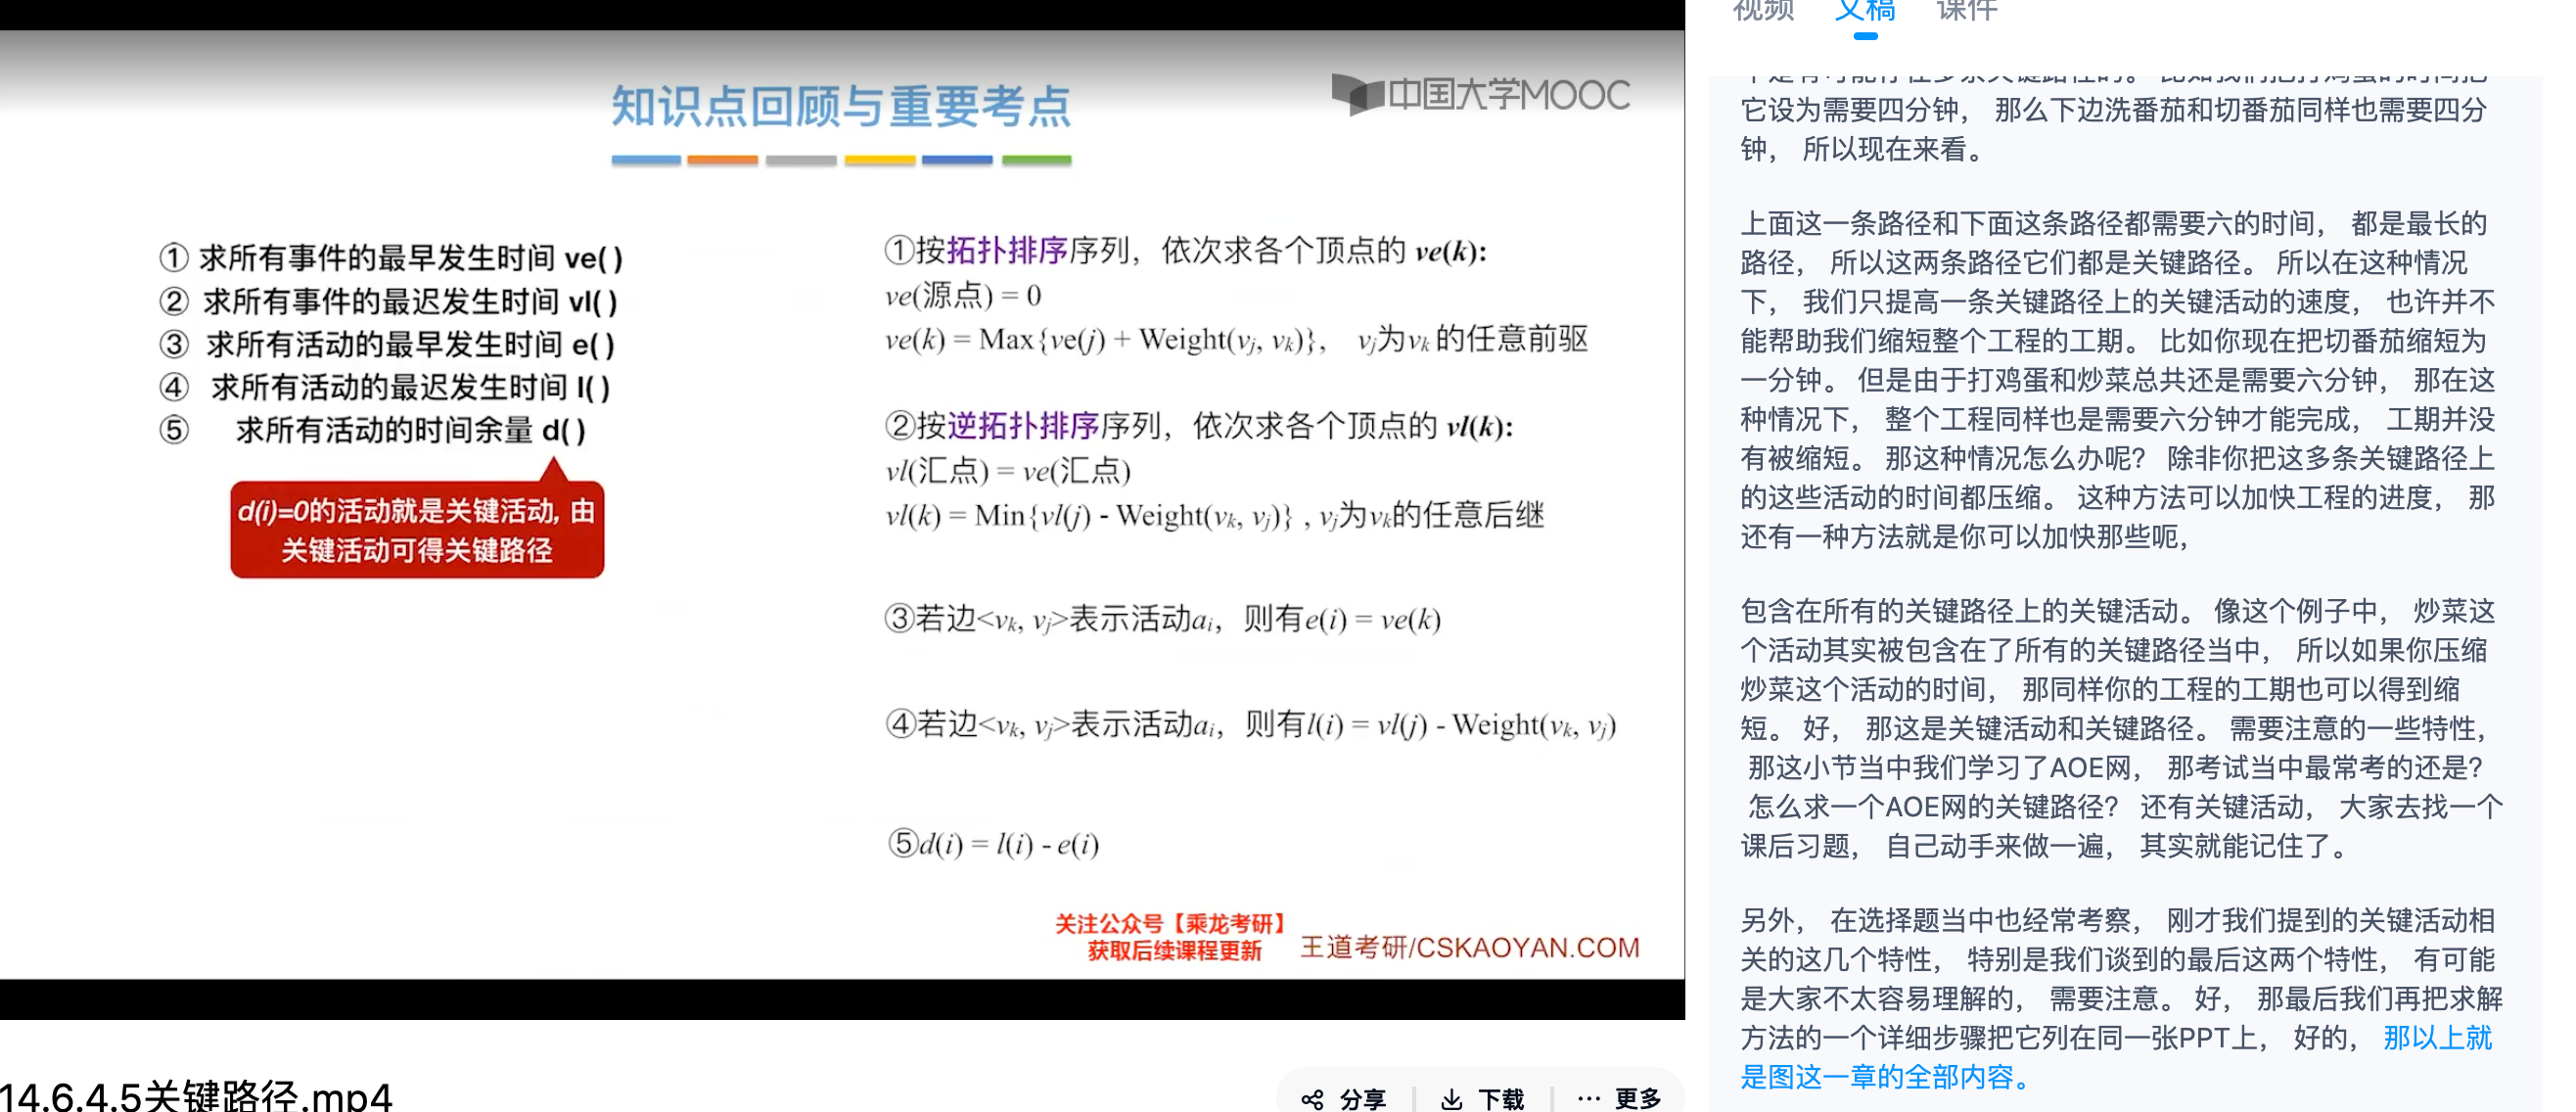 知识点回顾与重要考点
中国大学MOOC
① 求所有事件的最早发生时间 ve( )
② 求所有事件的最迟发生时间 vl( )
③ 求所有活动的最早发生时间 e( )
④ 求所有活动的最迟发生时间 l( )
⑤ 求所有活动的时间余量 d( )
d(i)=0的活动就是关键活动, 由
关键活动可得关键路径
①按拓扑排序序列，依次求各个顶点的 ve(k):
ve(源点) = 0
ve(k) = Max{ve(j) + Weight(vj, vk)}， vj为vk 的任意前驱
②按逆拓扑排序序列，依次求各个顶点的 vl(k):
vl(汇点) = ve(汇点)
vl(k) = Min{vl(j) - Weight(vk, vj)} , vj为vk的任意后继
③若边<vk, vj>表示活动ai，则有e(i) = ve(k)
④若边<vk, vj>表示活动ai，则有l(i) = vl(j) - Weight(vk, vj)
⑤d(i) = l(i) - e(i)
关注公众号【乘龙考研】
获取后续课程更新
王道考研/CSKAOYAN.COM
14.6.4.5关键路径.mp4
分享
下载
··· 更多
视频 文稿 课件
它设为需要四分钟， 那么下边洗番茄和切番茄同样也需要四分
钟， 所以现在来看。
上面这一条路径和下面这条路径都需要六的时间， 都是最长的
路径， 所以这两条路径它们都是关键路径。 所以在这种情况
下， 我们只提高一条关键路径上的关键活动的速度， 也许并不
能帮助我们缩短整个工程的工期。 比如你现在把切番茄缩短为
一分钟。 但是由于打鸡蛋和炒菜总共还是需要六分钟， 那在这
种情况下， 整个工程同样也是需要六分钟才能完成， 工期并没
有被缩短。 那这种情况怎么办呢？ 除非你把这多条关键路径上
的这些活动的时间都压缩。 这种方法可以加快工程的进度， 那
还有一种方法就是你可以加快那些呃，
包含在所有的关键路径上的关键活动。 像这个例子中， 炒菜这
个活动其实被包含在了所有的关键路径当中， 所以如果你压缩
炒菜这个活动的时间， 那同样你的工程的工期也可以得到缩
短。 好， 那这是关键活动和关键路径。 需要注意的一些特性，
那这小节当中我们学习了AOE网， 那考试当中最常考的还是？
怎么求一个AOE网的关键路径？ 还有关键活动， 大家去找一个
课后习题， 自己动手来做一遍， 其实就能记住了。
另外， 在选择题当中也经常考察， 刚才我们提到的关键活动相
关的这几个特性， 特别是我们谈到的最后这两个特性， 有可能
是大家不太容易理解的， 需要注意。 好， 那最后我们再把求解
方法的一个详细步骤把它列在同一张PPT上， 好的， 那以上就
是图这一章的全部内容。